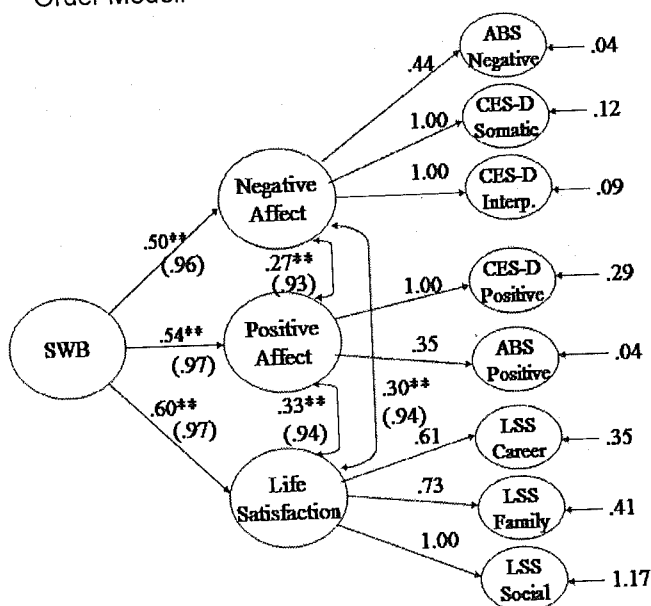 Order Model.
ABS
Negative
.04
.44
CES-D
Somatic
.12
1.00
CES-D
Interp.
.09
1.00
Negative
Affect
.50**
(.96)
.27**
(.93)
CES-D
Positive
.29
1.00
SWB
.54**
(.97)
Positive
Affect
.35
ABS
Positive
.04
.60**
(.97)
.33**
(.94)
.30**
(.94)
.61
LSS
Career
.35
Life
Satisfaction
.73
LSS
Family
.41
1.00
LSS
Social
1.17